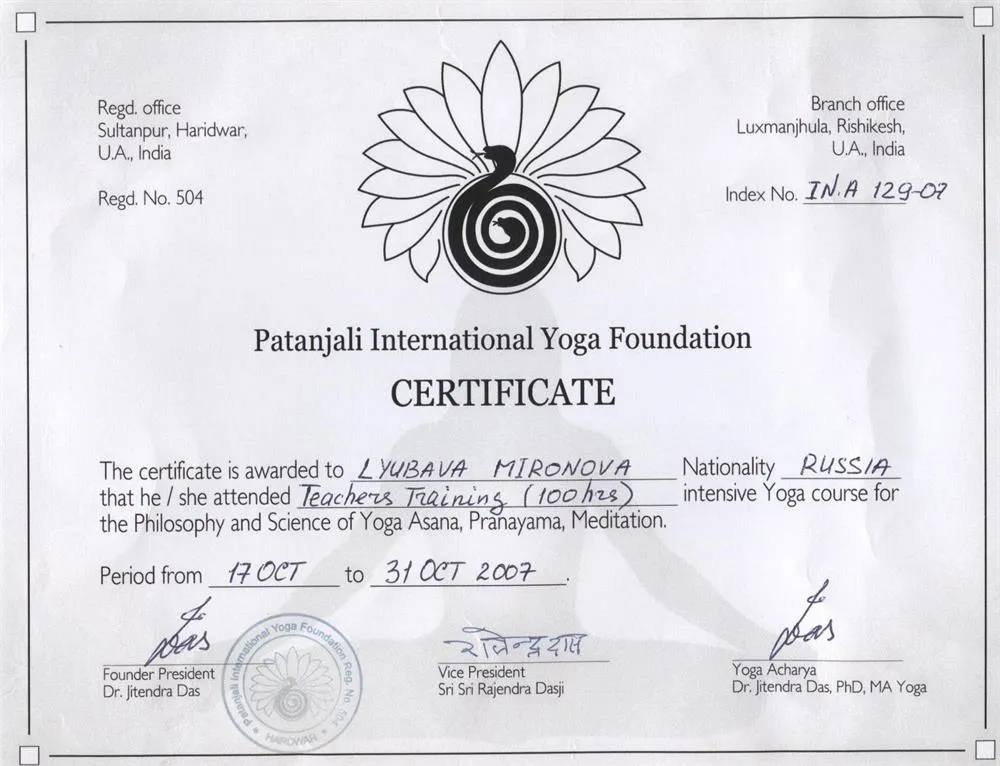 Regd. office
Sultanpur, Haridwar,
U.A., India
Regd. No. 504
Branch office
Luxmanjhula, Rishikesh,
U.A., India
Index No. IN.A 129-07
Patanjali International Yoga Foundation
CERTIFICATE
The certificate is awarded to LYUBAVA MIRONOVA Nationality RUSSIA
that he / she attended Teachers Training (100 hrs) intensive Yoga course for
the Philosophy and Science of Yoga Asana, Pranayama, Meditation.
Period from 17 OCT to 31 OCT 2007.
Das
Founder President
Dr. Jitendra Das
Patanjali International Yoga Foundation Reg. No. 504
HARDWAR
राजेन्द्र दास
Vice President
Sri Sri Rajendra Dasji
Das
Yoga Acharya
Dr. Jitendra Das, PhD, MA Yoga